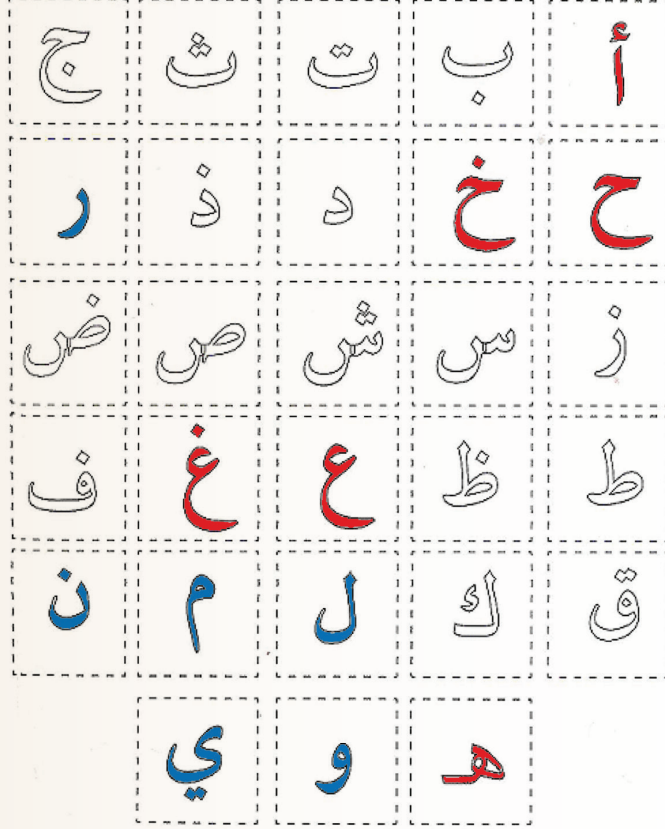 أ ب ت ث ج
ح خ د ذ ر
ز س ش ص ض
ط ظ ع غ ف
ق ك ل م ن
هـ و ي